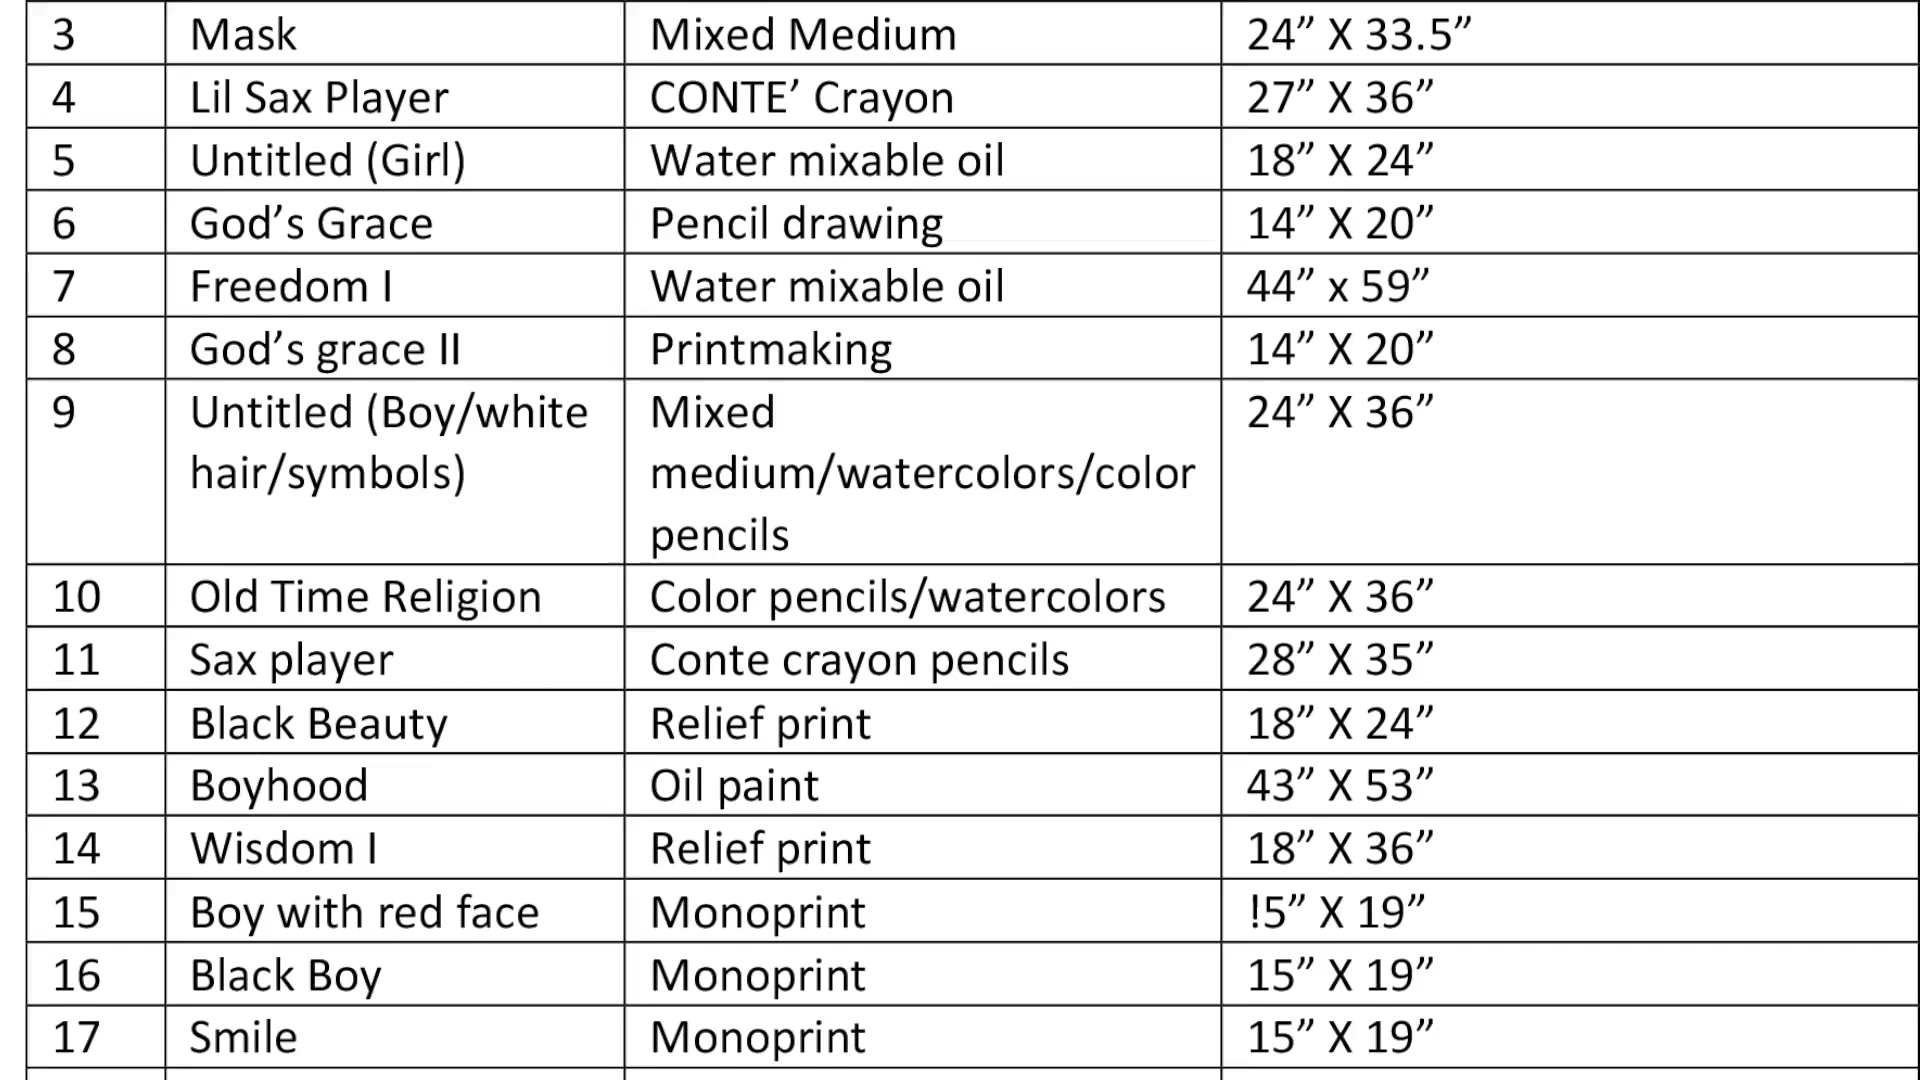 3 Mask Mixed Medium 24” X 33.5”
4 Lil Sax Player CONTE’ Crayon 27” X 36”
5 Untitled (Girl) Water mixable oil 18” X 24”
6 God’s Grace Pencil drawing 14” X 20”
7 Freedom I Water mixable oil 44” x 59”
8 God’s grace II Printmaking 14” X 20”
9 Untitled (Boy/white Mixed 24” X 36”
hair/symbols) medium/watercolors/color
pencils
10 Old Time Religion Color pencils/watercolors 24” X 36”
11 Sax player Conte crayon pencils 28” X 35”
12 Black Beauty Relief print 18” X 24”
13 Boyhood Oil paint 43” X 53”
14 Wisdom I Relief print 18” X 36”
15 Boy with red face Monoprint !5” X 19”
16 Black Boy Monoprint 15” X 19”
17 Smile Monoprint 15” X 19”